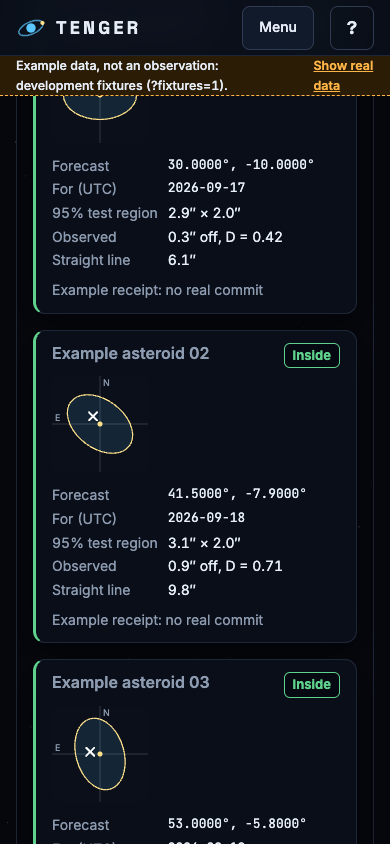 TENGER
Menu
?
Example data, not an observation:
development fixtures (?fixtures=1).
Show real
data
Forecast 30.0000°, -10.0000°
For (UTC) 2026-09-17
95% test region 2.9″ × 2.0″
Observed 0.3″ off, D = 0.42
Straight line 6.1″
Example receipt: no real commit
Example asteroid 02
Inside
N
E
Forecast 41.5000°, -7.9000°
For (UTC) 2026-09-18
95% test region 3.1″ × 2.0″
Observed 0.9″ off, D = 0.71
Straight line 9.8″
Example receipt: no real commit
Example asteroid 03
Inside
N
E
Forecast 53.0000°, -5.8000°